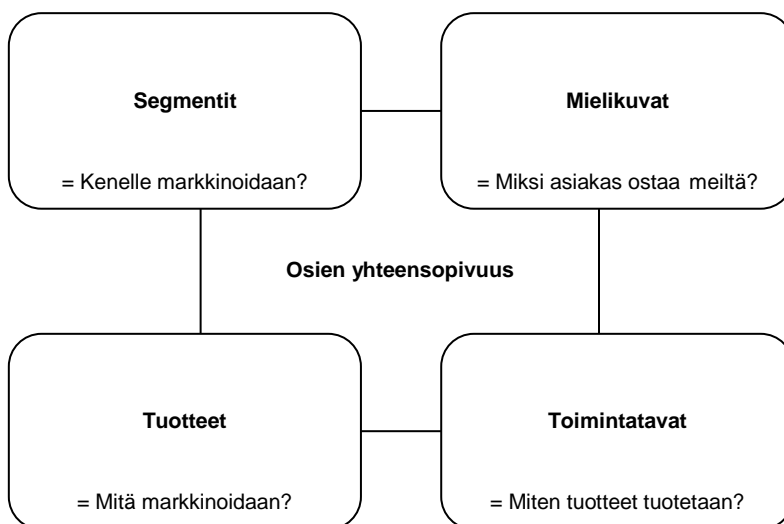 Segmentit
Mielikuvat
= Kenelle markkinoidaan?
= Miksi asiakas ostaa meiltä?
Osien yhteensopivuus
Tuotteet
Toimintatavat
= Mitä markkinoidaan?
= Miten tuotteet tuotetaan?